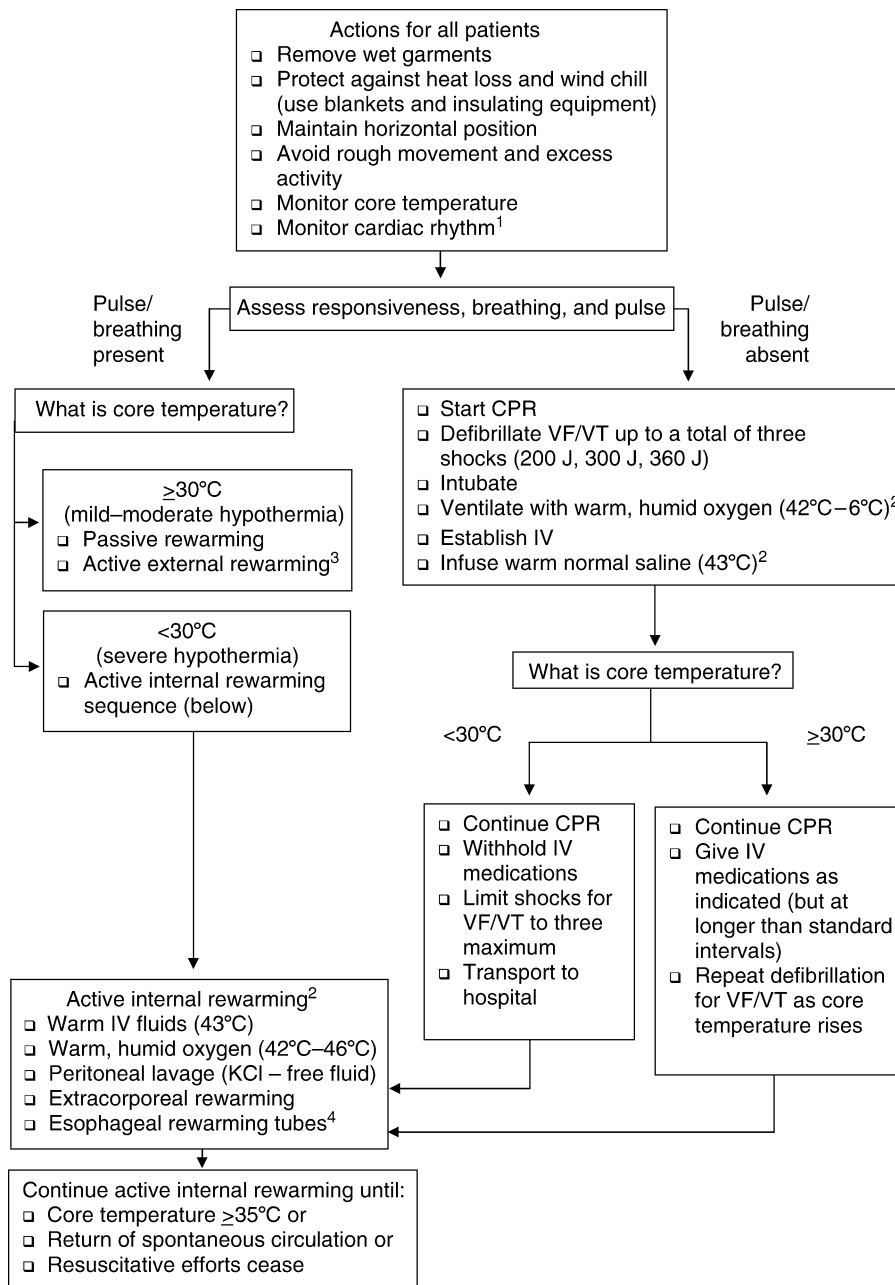 Actions for all patients
❑ Remove wet garments
❑ Protect against heat loss and wind chill
(use blankets and insulating equipment)
❑ Maintain horizontal position
❑ Avoid rough movement and excess
activity
❑ Monitor core temperature
❑ Monitor cardiac rhythm¹
Assess responsiveness, breathing, and pulse
Pulse/
breathing
present
Pulse/
breathing
absent
What is core temperature?
≥30°C
(mild–moderate hypothermia)
❑ Passive rewarming
❑ Active external rewarming³
<30°C
(severe hypothermia)
❑ Active internal rewarming
sequence (below)
❑ Start CPR
❑ Defibrillate VF/VT up to a total of three
shocks (200 J, 300 J, 360 J)
❑ Intubate
❑ Ventilate with warm, humid oxygen (42°C–6°C)²
❑ Establish IV
❑ Infuse warm normal saline (43°C)²
What is core temperature?
<30°C
≥30°C
❑ Continue CPR
❑ Withhold IV
medications
❑ Limit shocks for
VF/VT to three
maximum
❑ Transport to
hospital
❑ Continue CPR
❑ Give IV
medications as
indicated (but at
longer than standard
intervals)
❑ Repeat defibrillation
for VF/VT as core
temperature rises
Active internal rewarming²
❑ Warm IV fluids (43°C)
❑ Warm, humid oxygen (42°C–46°C)
❑ Peritoneal lavage (KCl – free fluid)
❑ Extracorporeal rewarming
❑ Esophageal rewarming tubes⁴
Continue active internal rewarming until:
❑ Core temperature ≥35°C or
❑ Return of spontaneous circulation or
❑ Resuscitative efforts cease